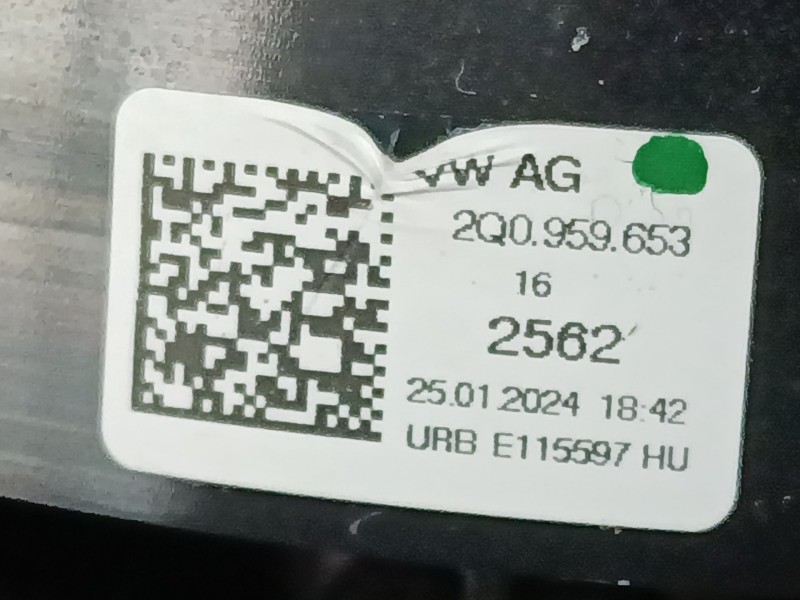 VW AG
2Q0.959.653
16
2562
25.01.2024 18:42
URB E115597 HU